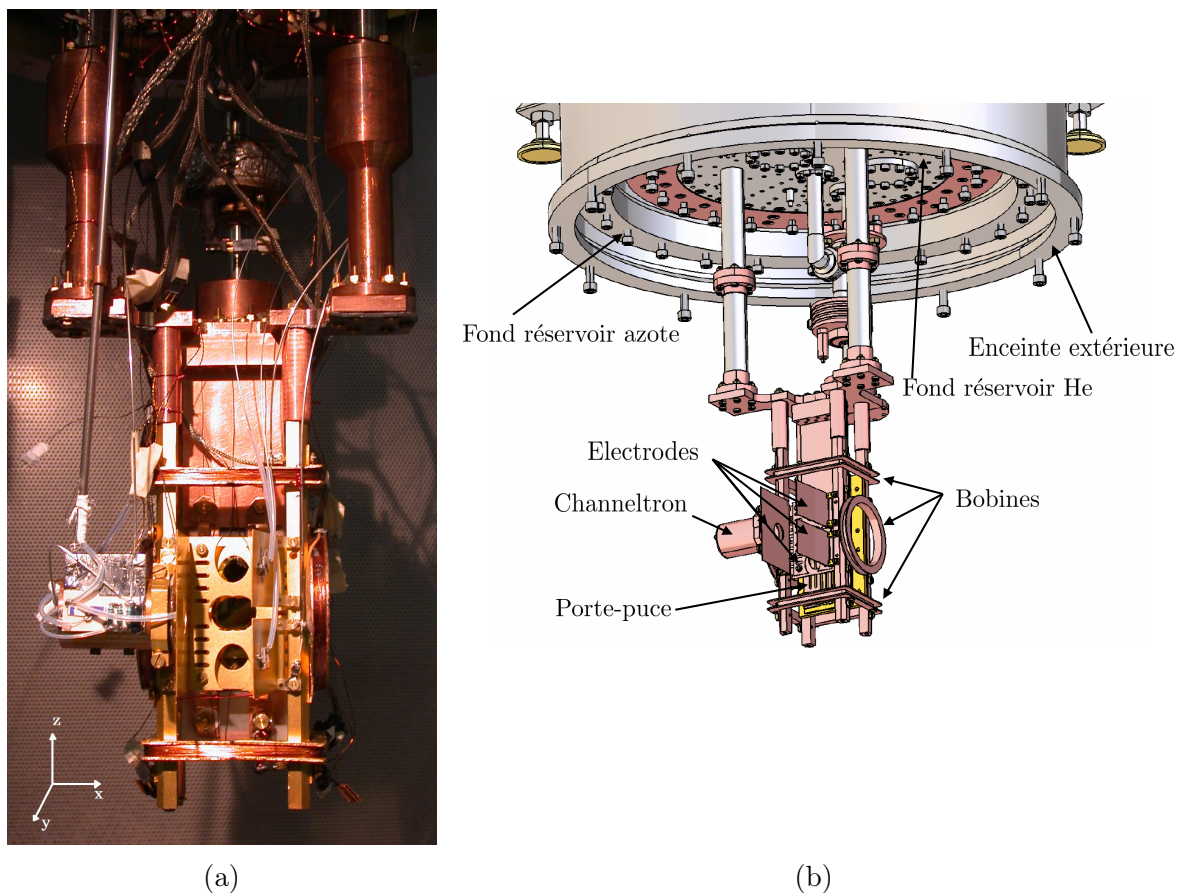 z
x
y
Fond réservoir azote
Enceinte extérieure
Fond réservoir He
Electrodes
Channeltron
Bobines
Porte-puce
(a)
(b)